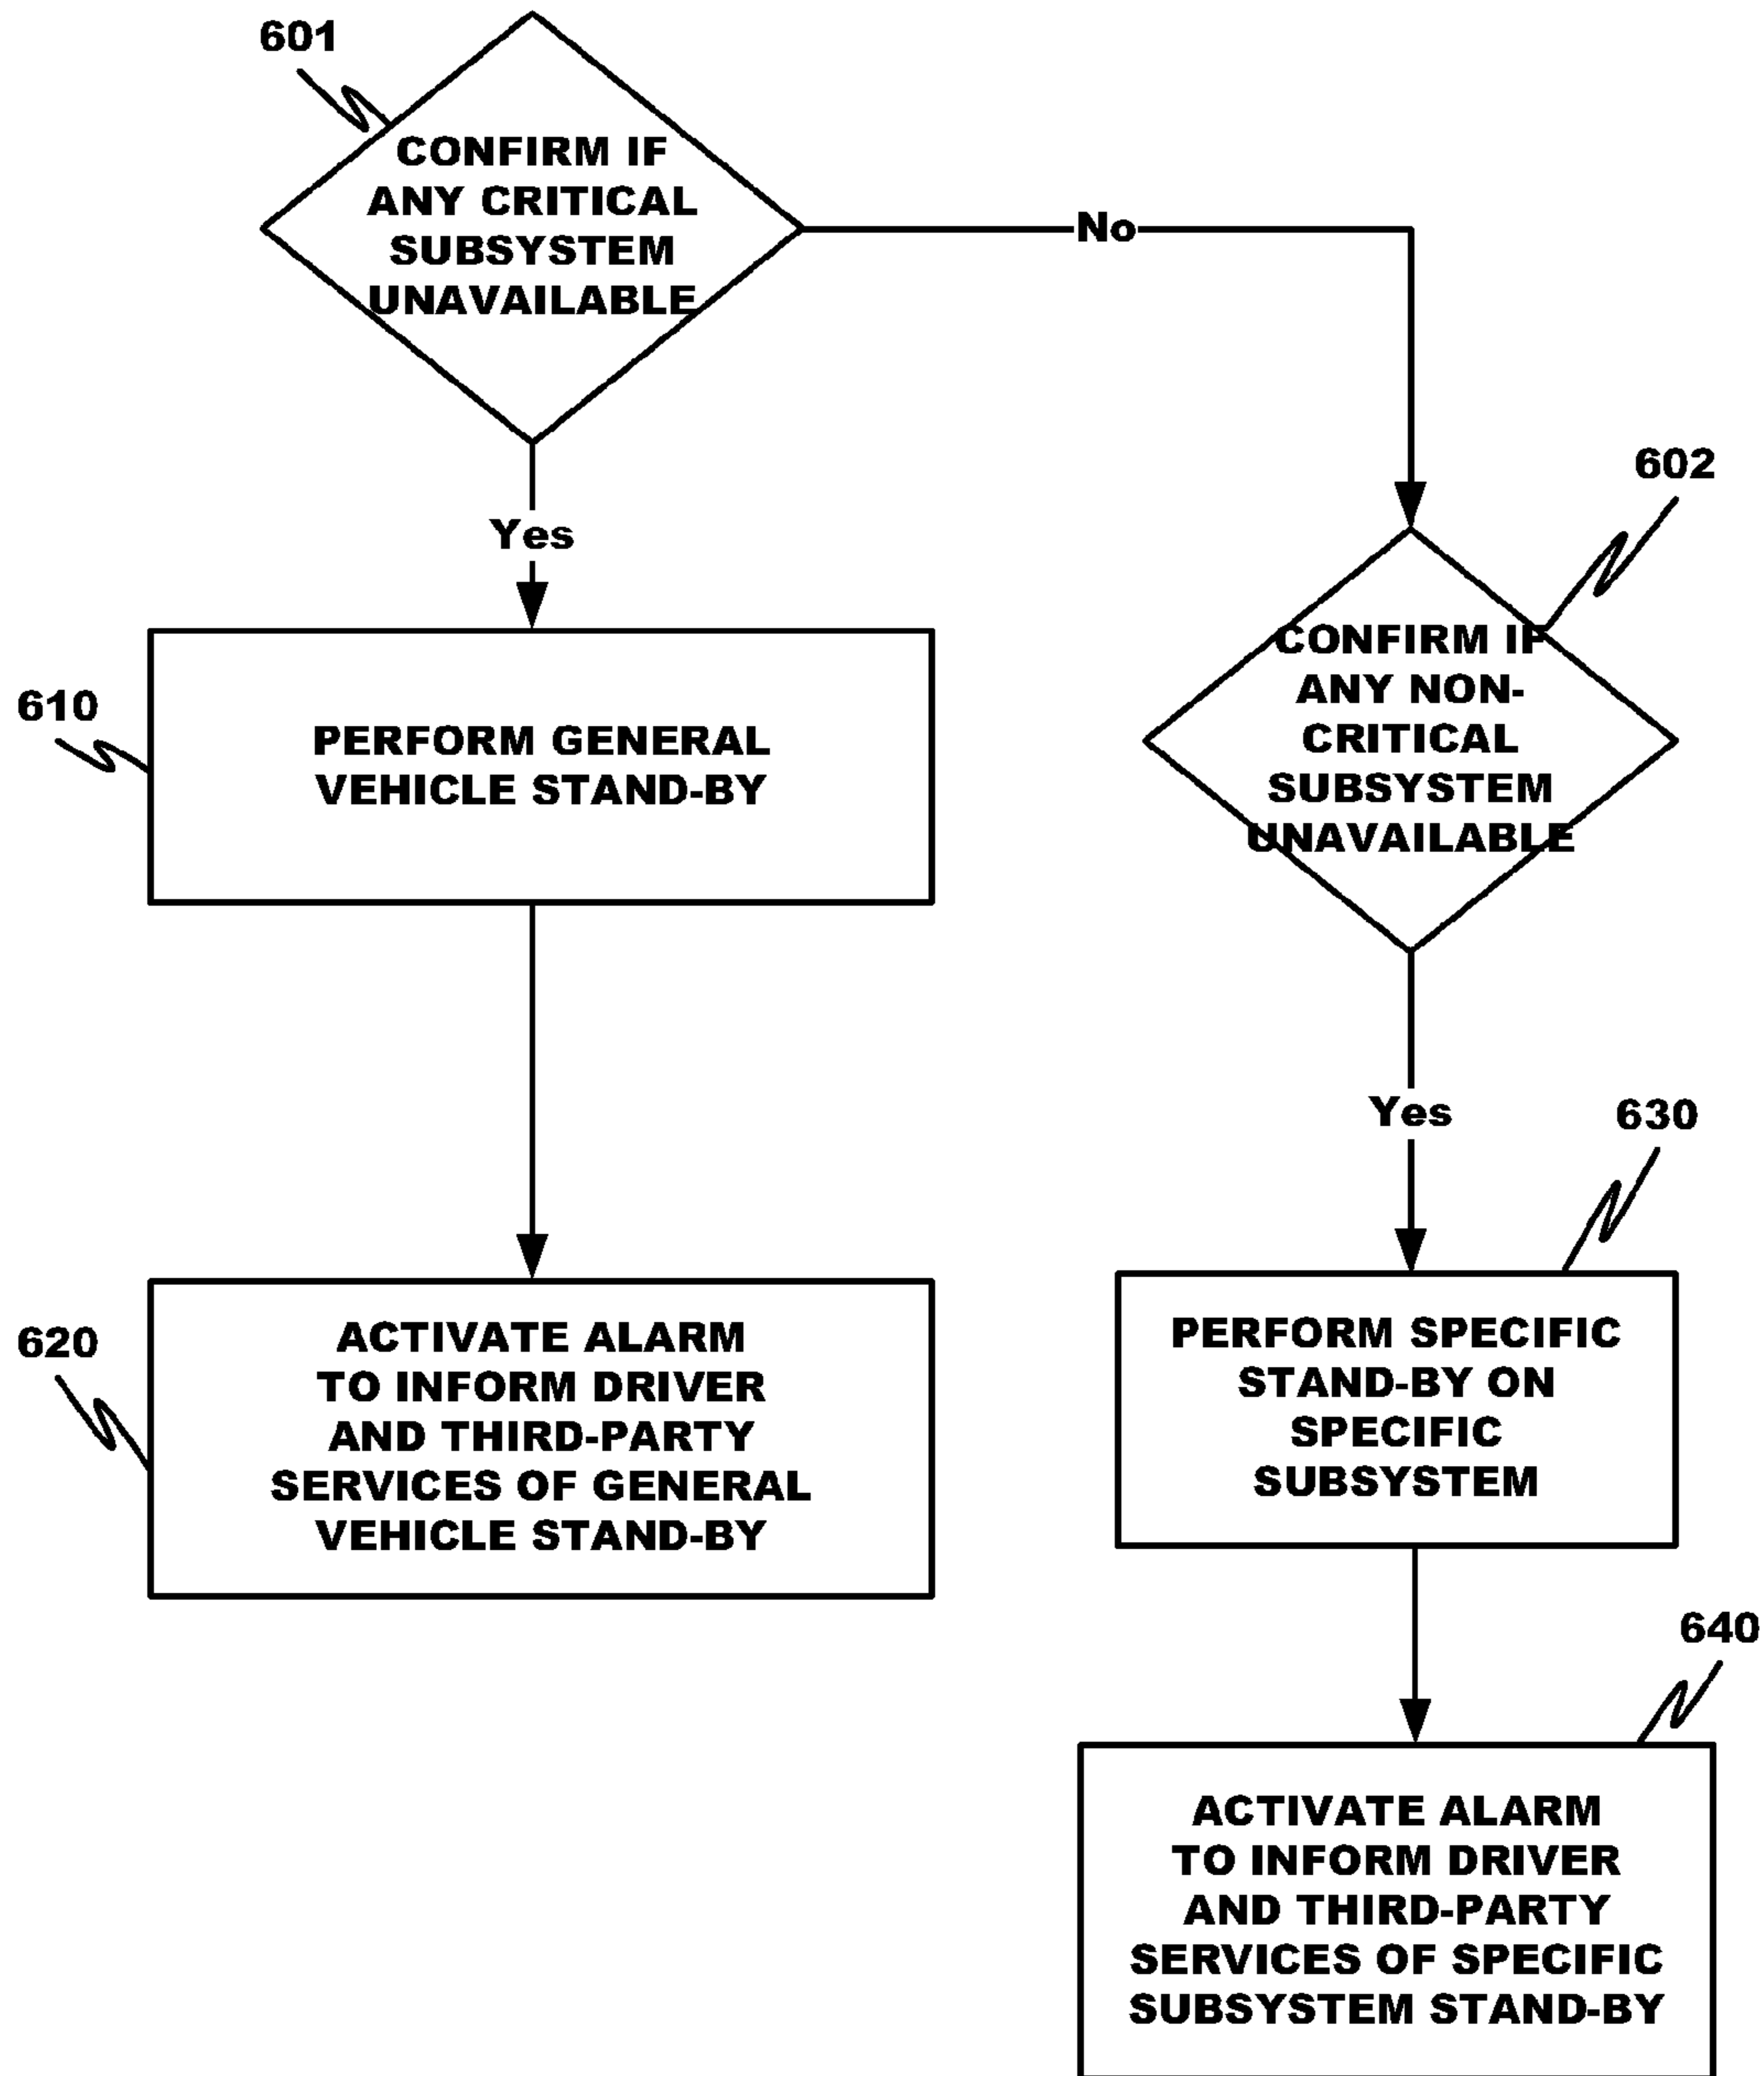 601
CONFIRM IF
ANY CRITICAL
SUBSYSTEM
UNAVAILABLE
No
Yes
602
CONFIRM IF
ANY NON-
CRITICAL
SUBSYSTEM
UNAVAILABLE
610
PERFORM GENERAL
VEHICLE STAND-BY
Yes
630
620
ACTIVATE ALARM
TO INFORM DRIVER
AND THIRD-PARTY
SERVICES OF GENERAL
VEHICLE STAND-BY
PERFORM SPECIFIC
STAND-BY ON
SPECIFIC
SUBSYSTEM
640
ACTIVATE ALARM
TO INFORM DRIVER
AND THIRD-PARTY
SERVICES OF SPECIFIC
SUBSYSTEM STAND-BY